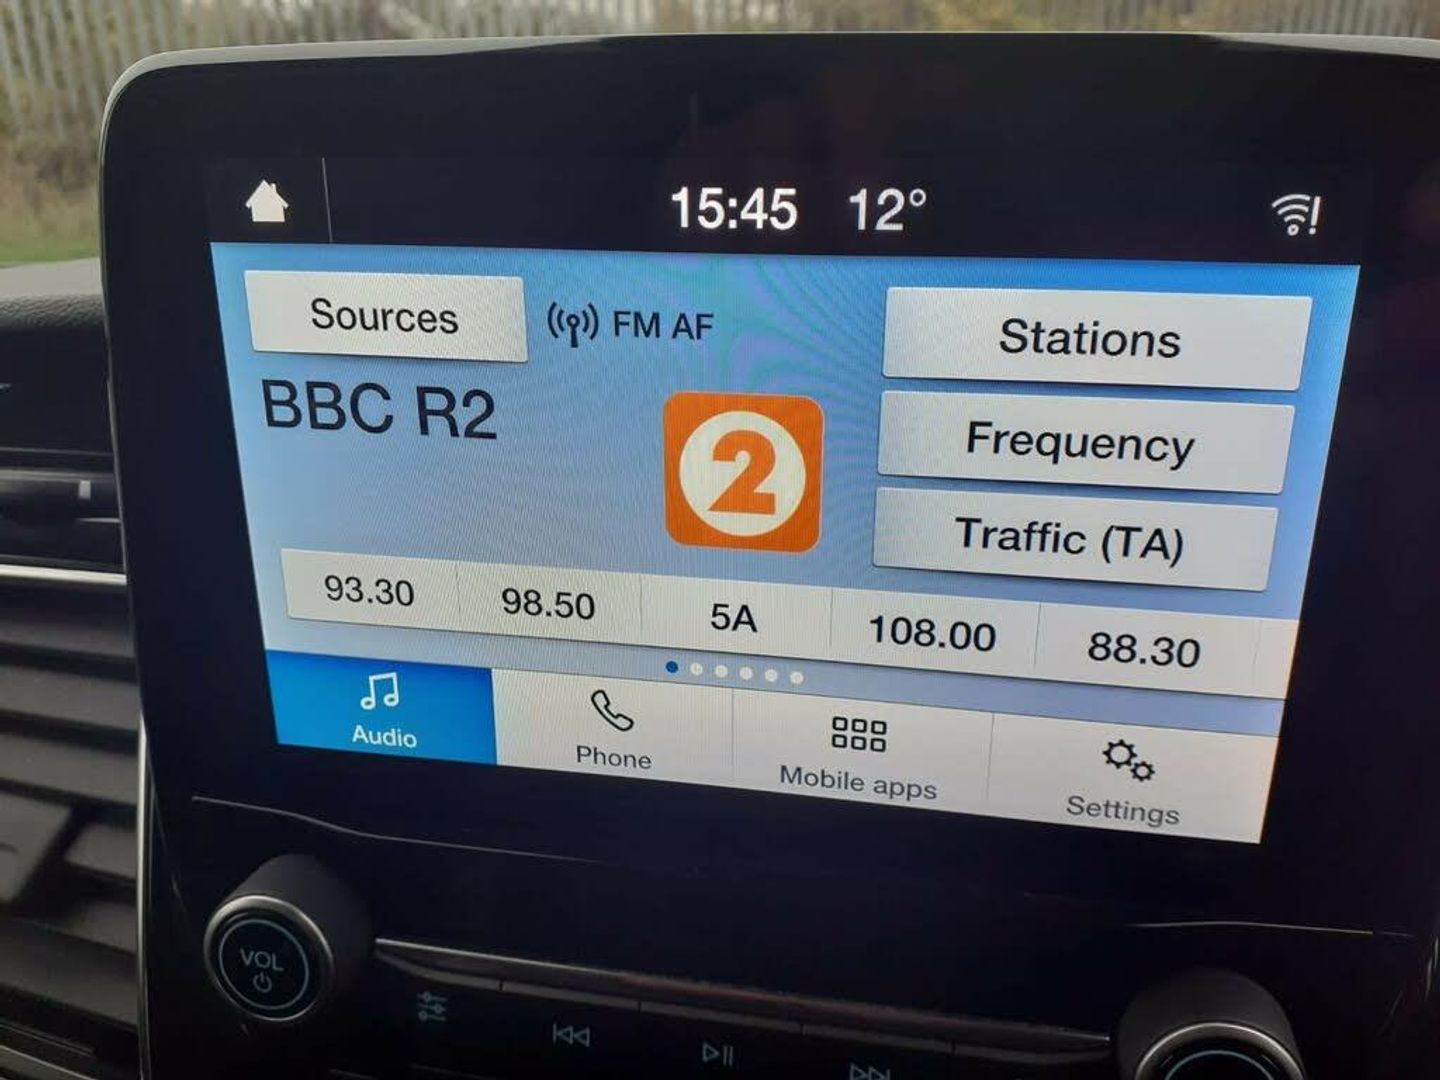 15:45 12°
Sources FM AF Stations
BBC R2
2
Frequency
Traffic (TA)
93.30 98.50 5A 108.00 88.30
Audio Phone Mobile apps Settings
VOL